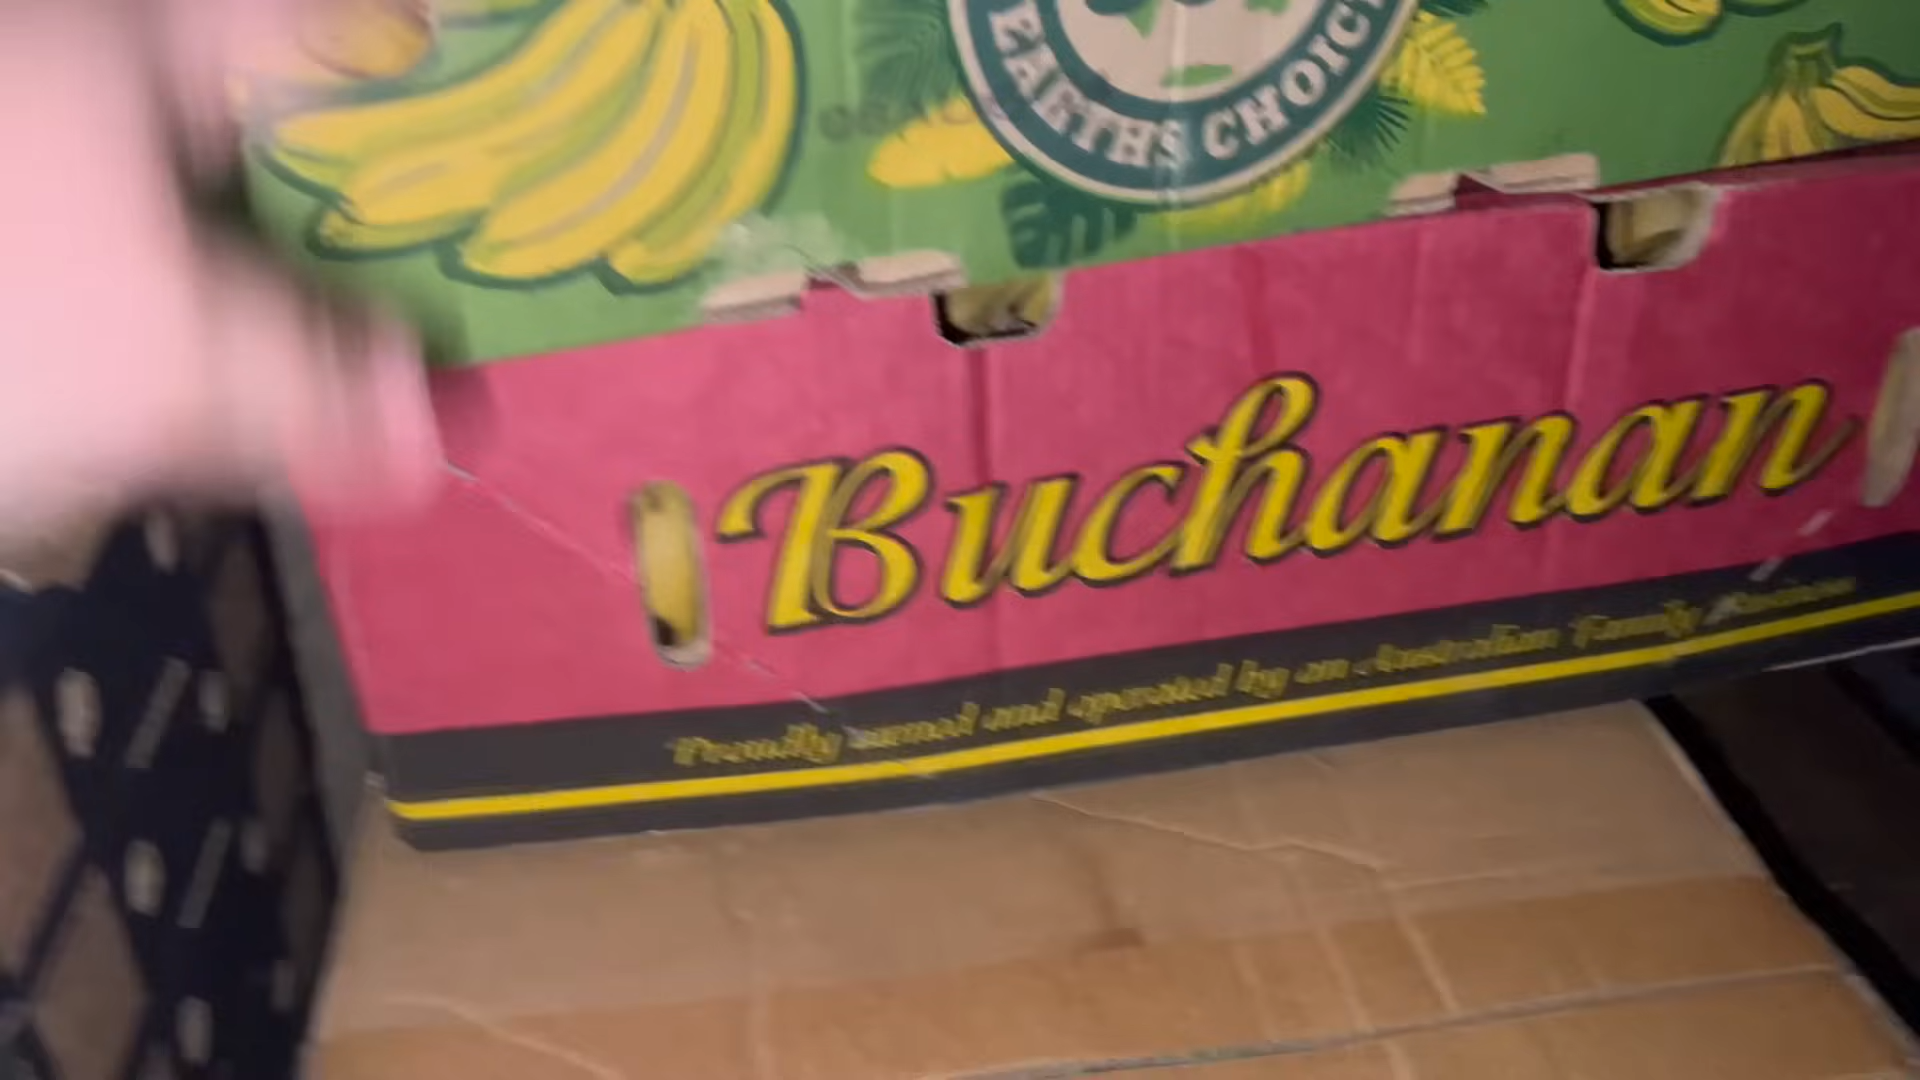 EARTHS CHOICE
Buchanan
Proudly owned and operated by an Australian Family Business